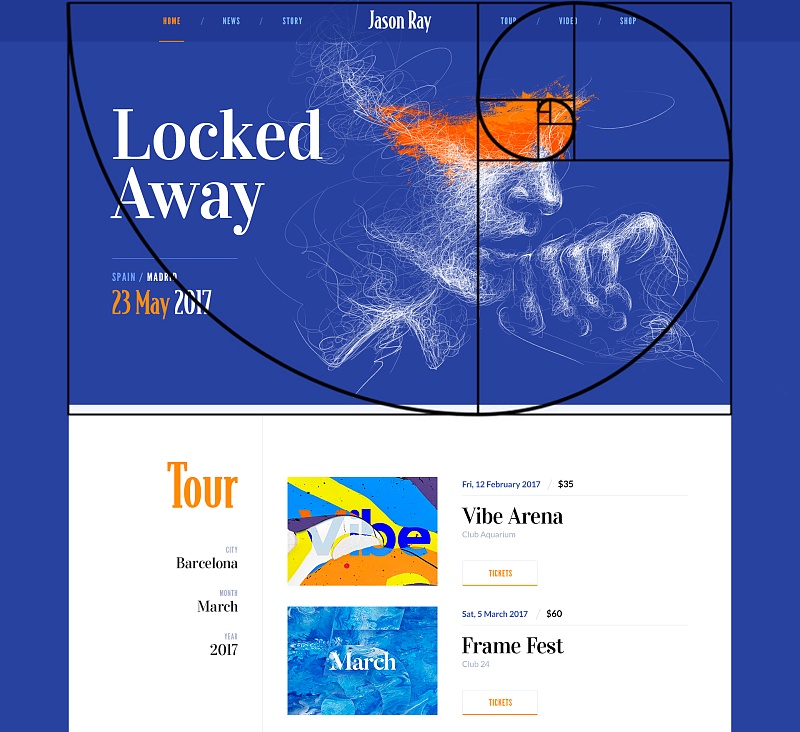 HOME / NEWS / STORY Jason Ray TOUR / VIDEO / SHOP
Locked
Away
SPAIN / MADRID
23 May 2017
Tour
CITY
Barcelona
MONTH
March
YEAR
2017
Vibe
Fri, 12 February 2017 / $35
Vibe Arena
Club Aquarium
TICKETS
March
Sat, 5 March 2017 / $60
Frame Fest
Club 24
TICKETS